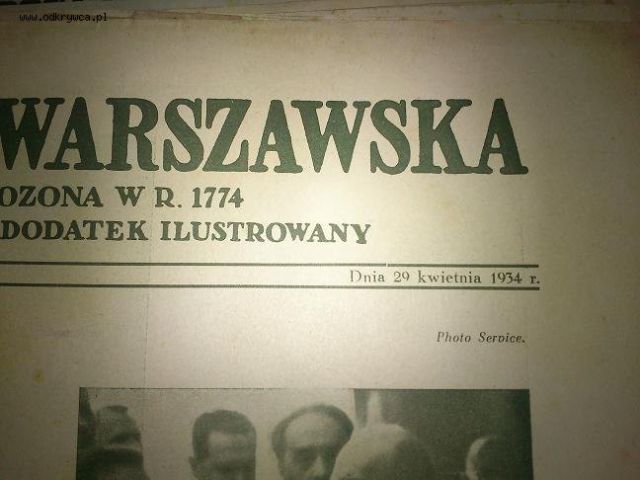 www.odkrywca.pl
WARSZAWSKA
OZONA W R. 1774
DODATEK ILUSTROWANY
Dnia 29 kwietnia 1934 r.
Photo Service.